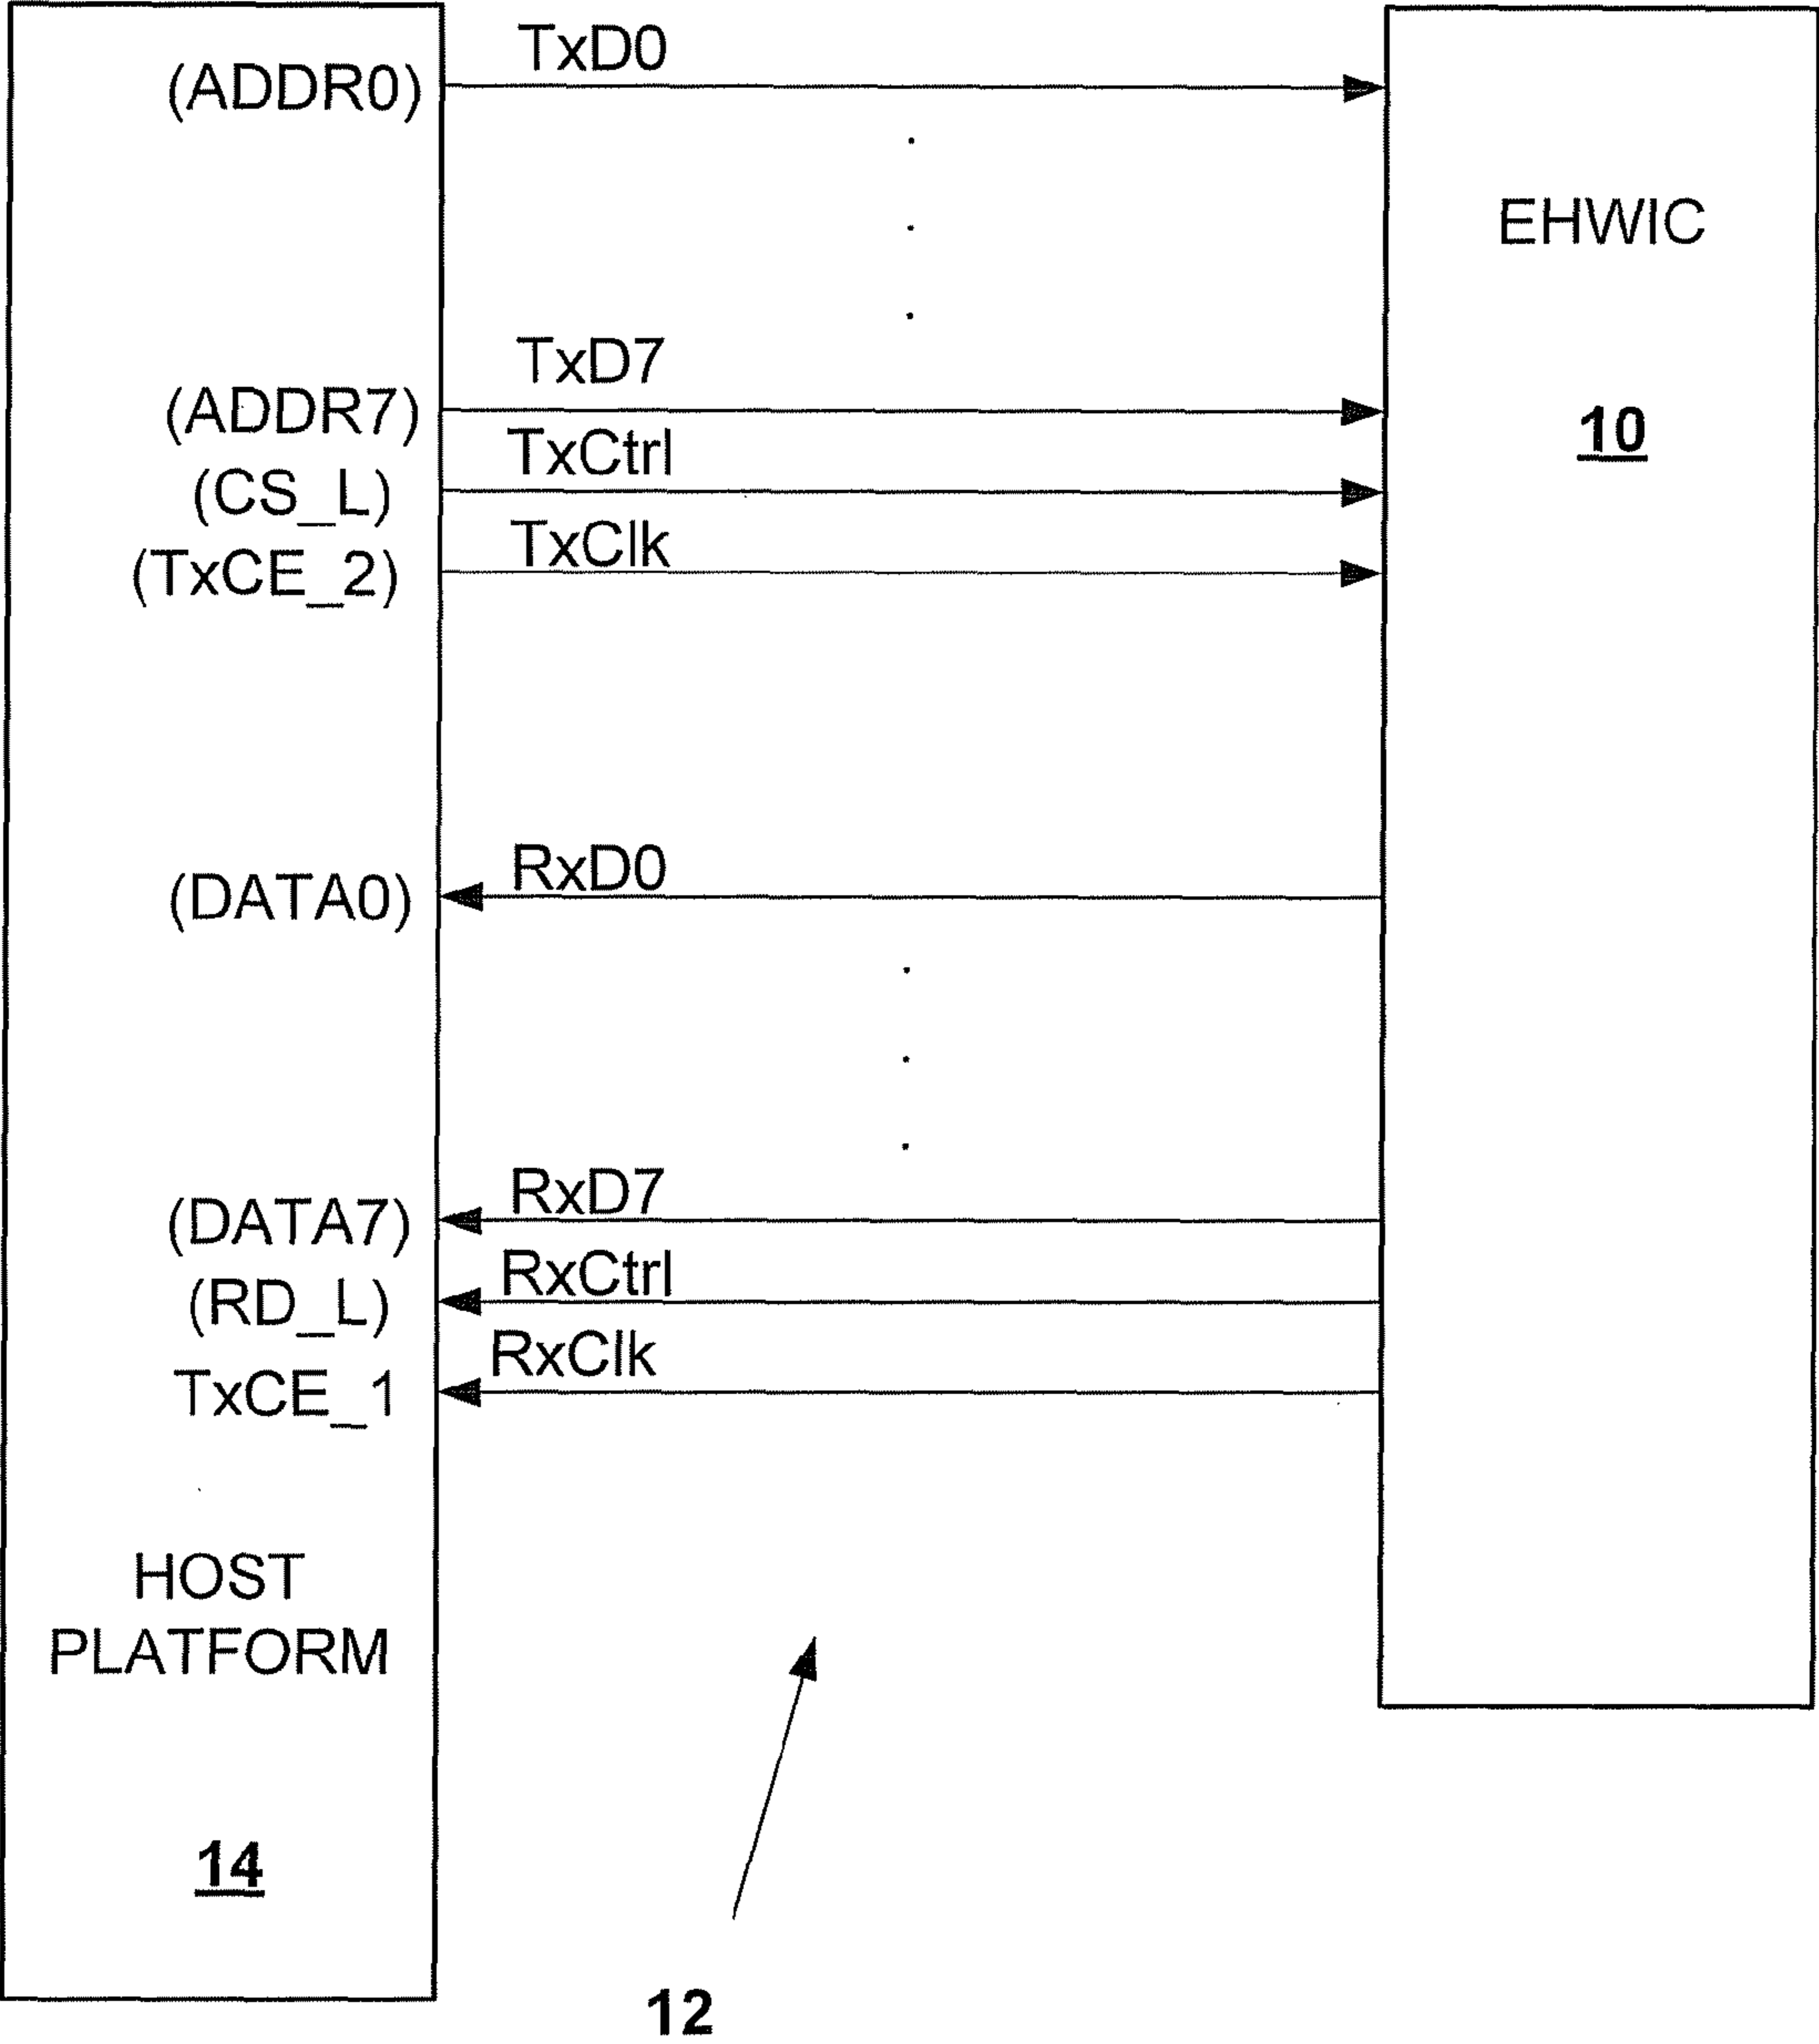 TxD0
(ADDR0)
EHWIC
TxD7
(ADDR7)
10
TxCtrl
(CS_L)
TxClk
(TxCE_2)
RxD0
(DATA0)
RxD7
(DATA7)
RxCtrl
(RD_L)
RxClk
TxCE_1
HOST
PLATFORM
14
12